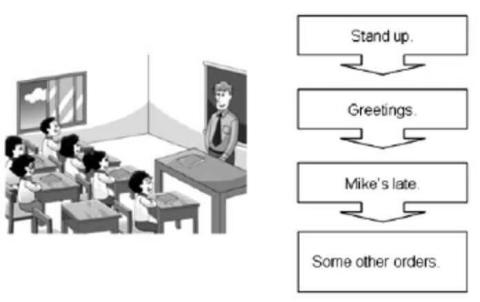 Stand up.
Greetings.
Mike's late.
Some other orders.